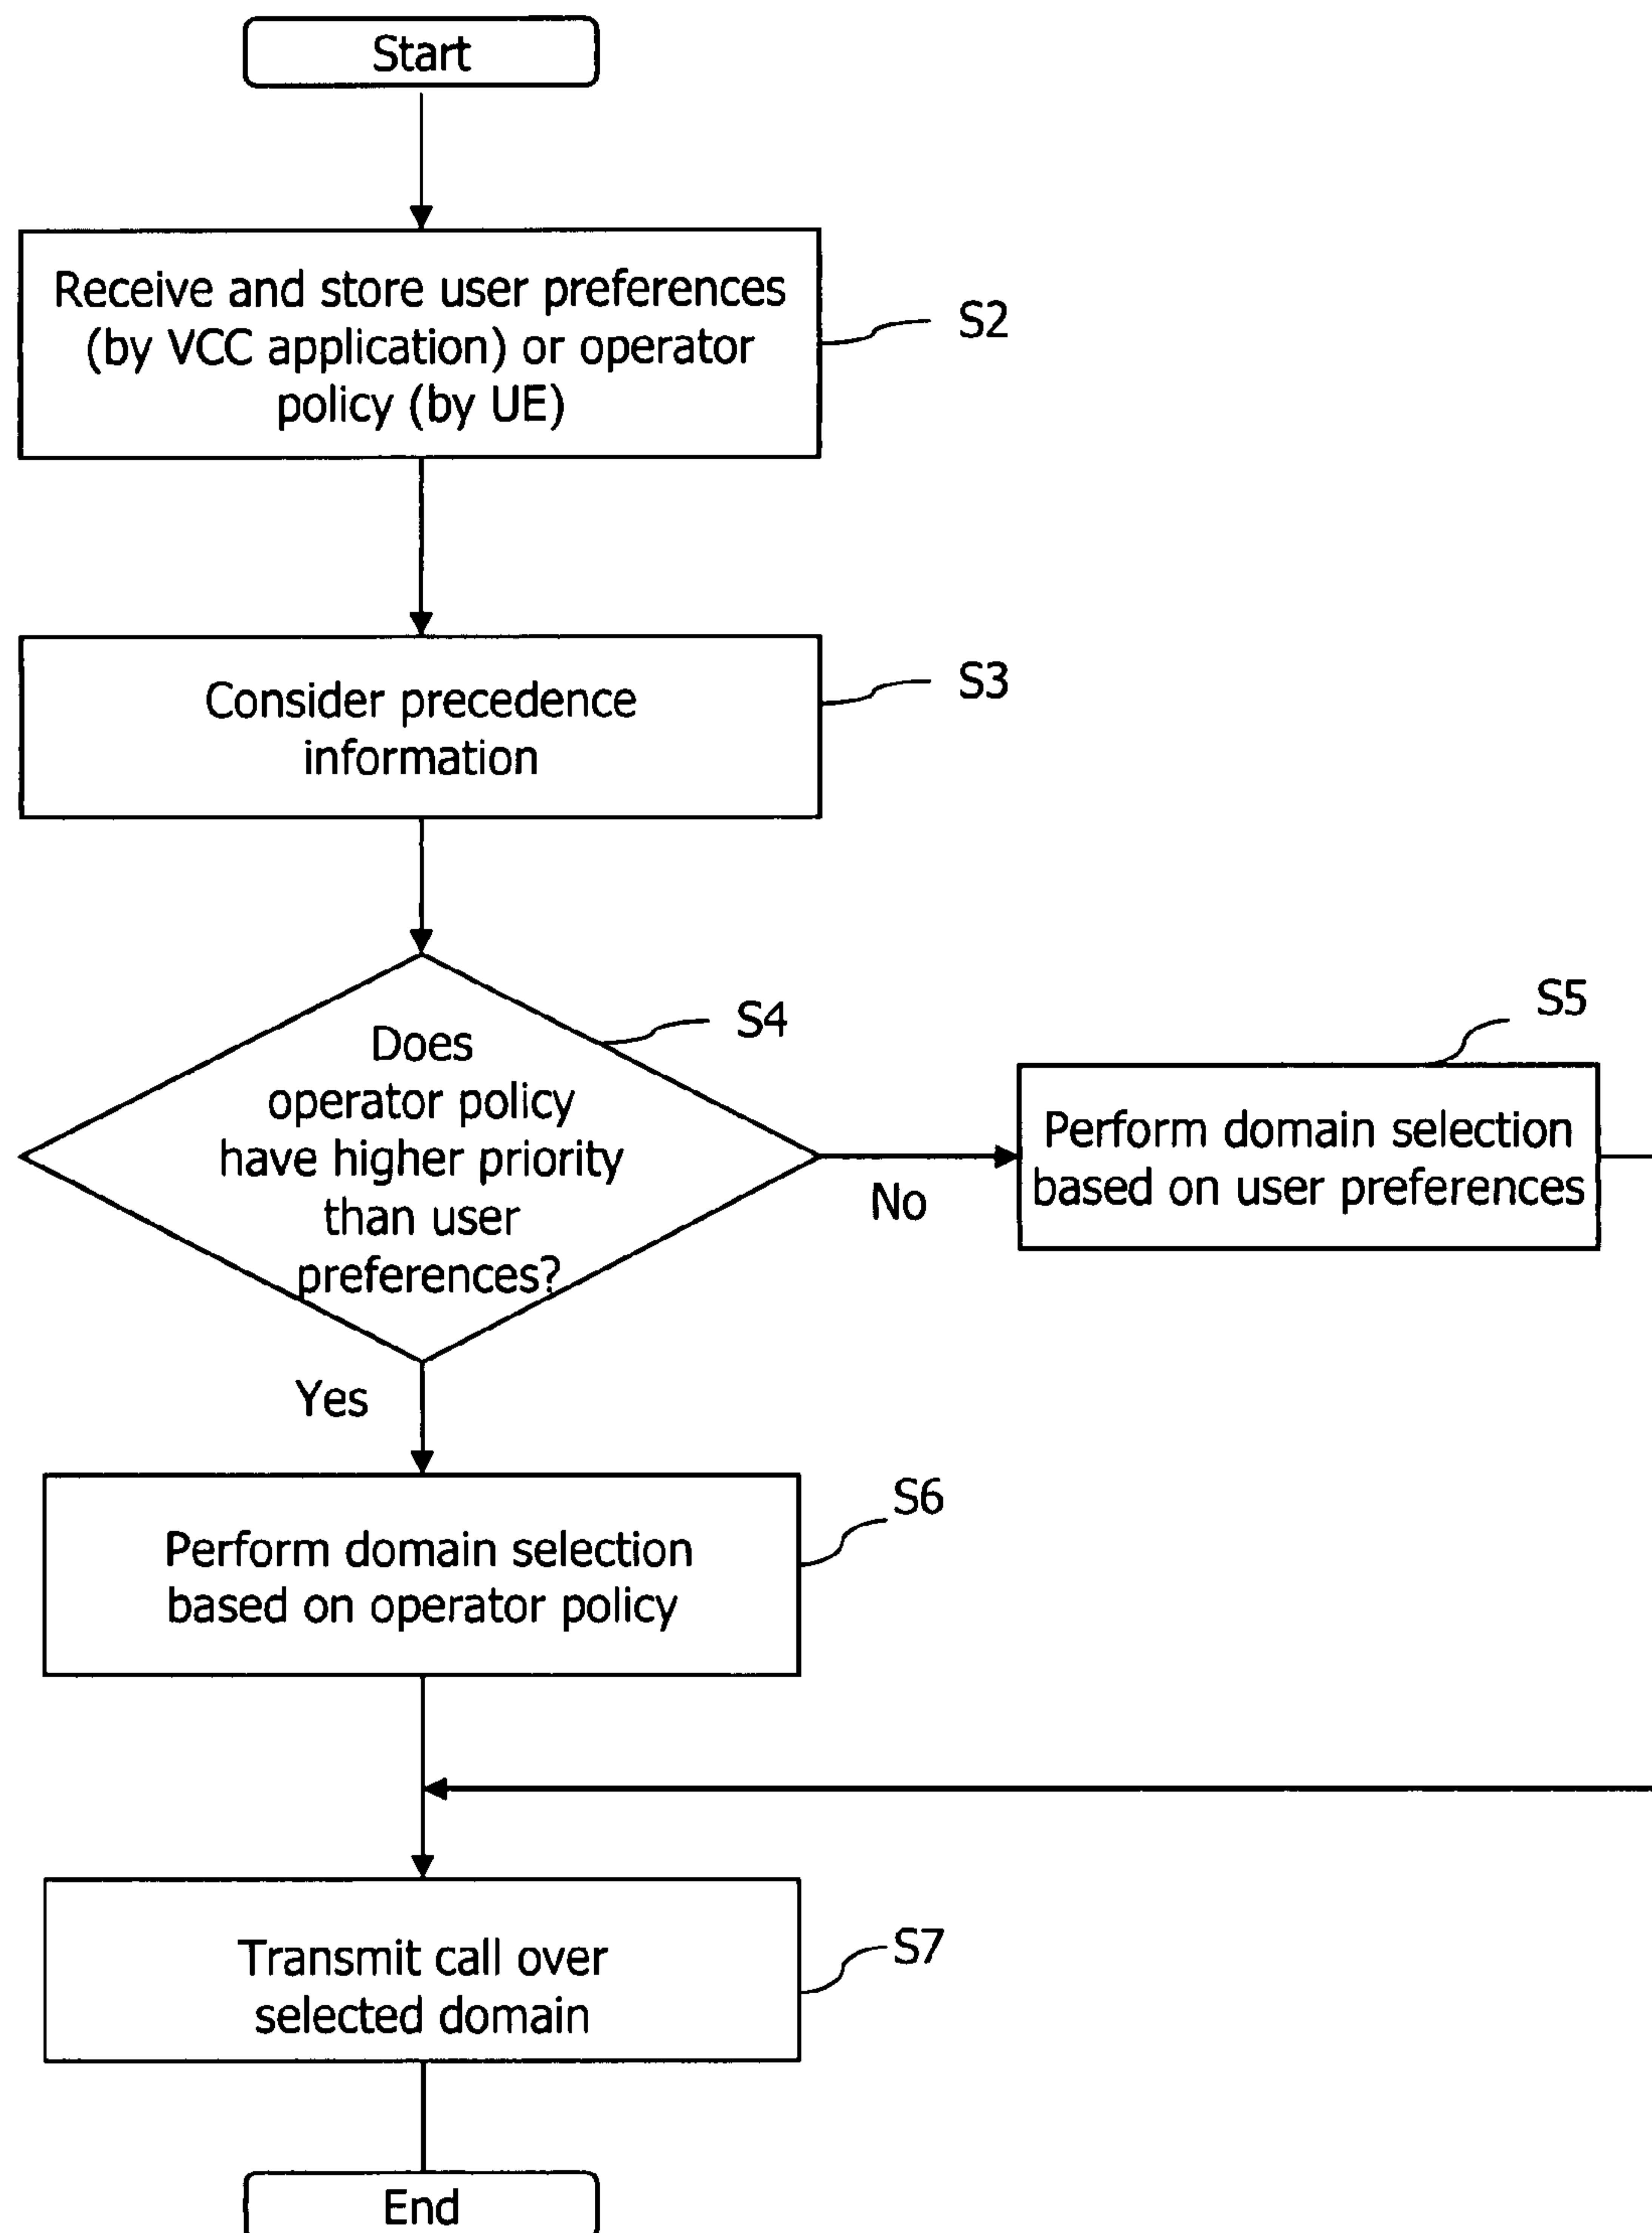 Start
Receive and store user preferences
(by VCC application) or operator
policy (by UE)
S2
Consider precedence
information
S3
Does
operator policy
have higher priority
than user
preferences?
S4
No
S5
Perform domain selection
based on user preferences
Yes
Perform domain selection
based on operator policy
S6
Transmit call over
selected domain
S7
End